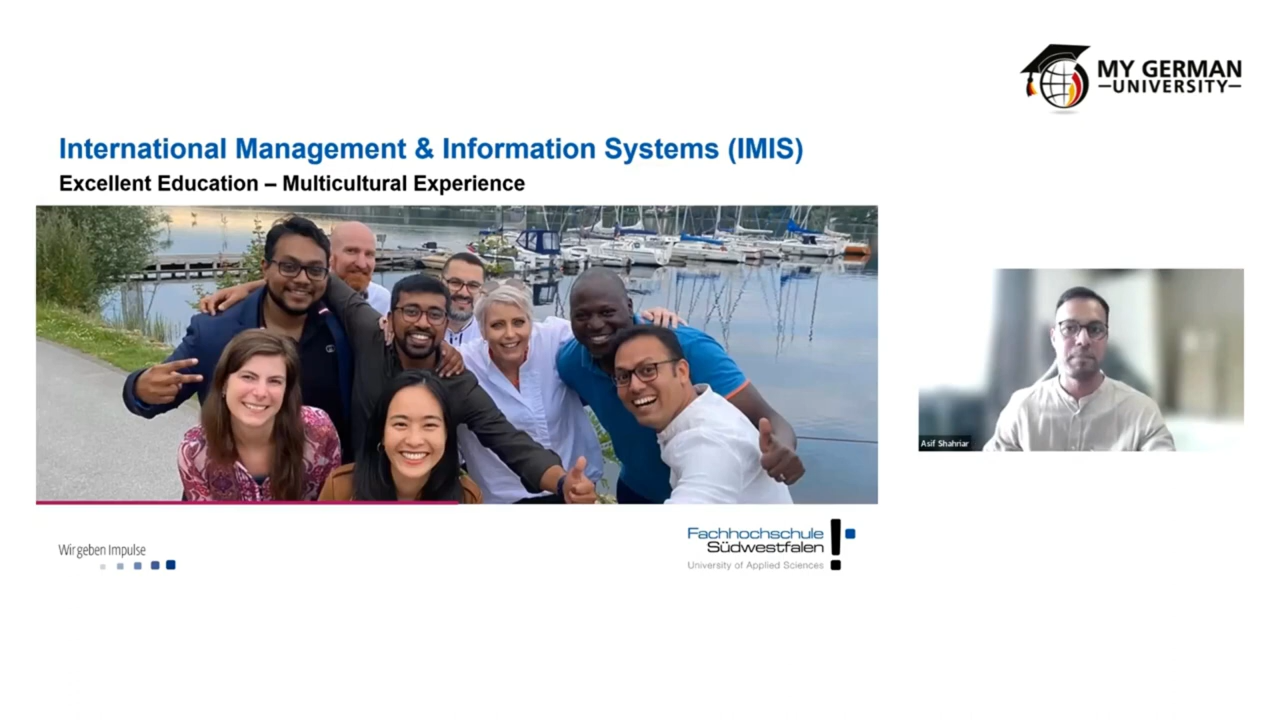 MY GERMAN
UNIVERSITY
International Management & Information Systems (IMIS)
Excellent Education – Multicultural Experience
Asif Shahriar
Wir geben Impulse
Fachhochschule
Südwestfalen
University of Applied Sciences